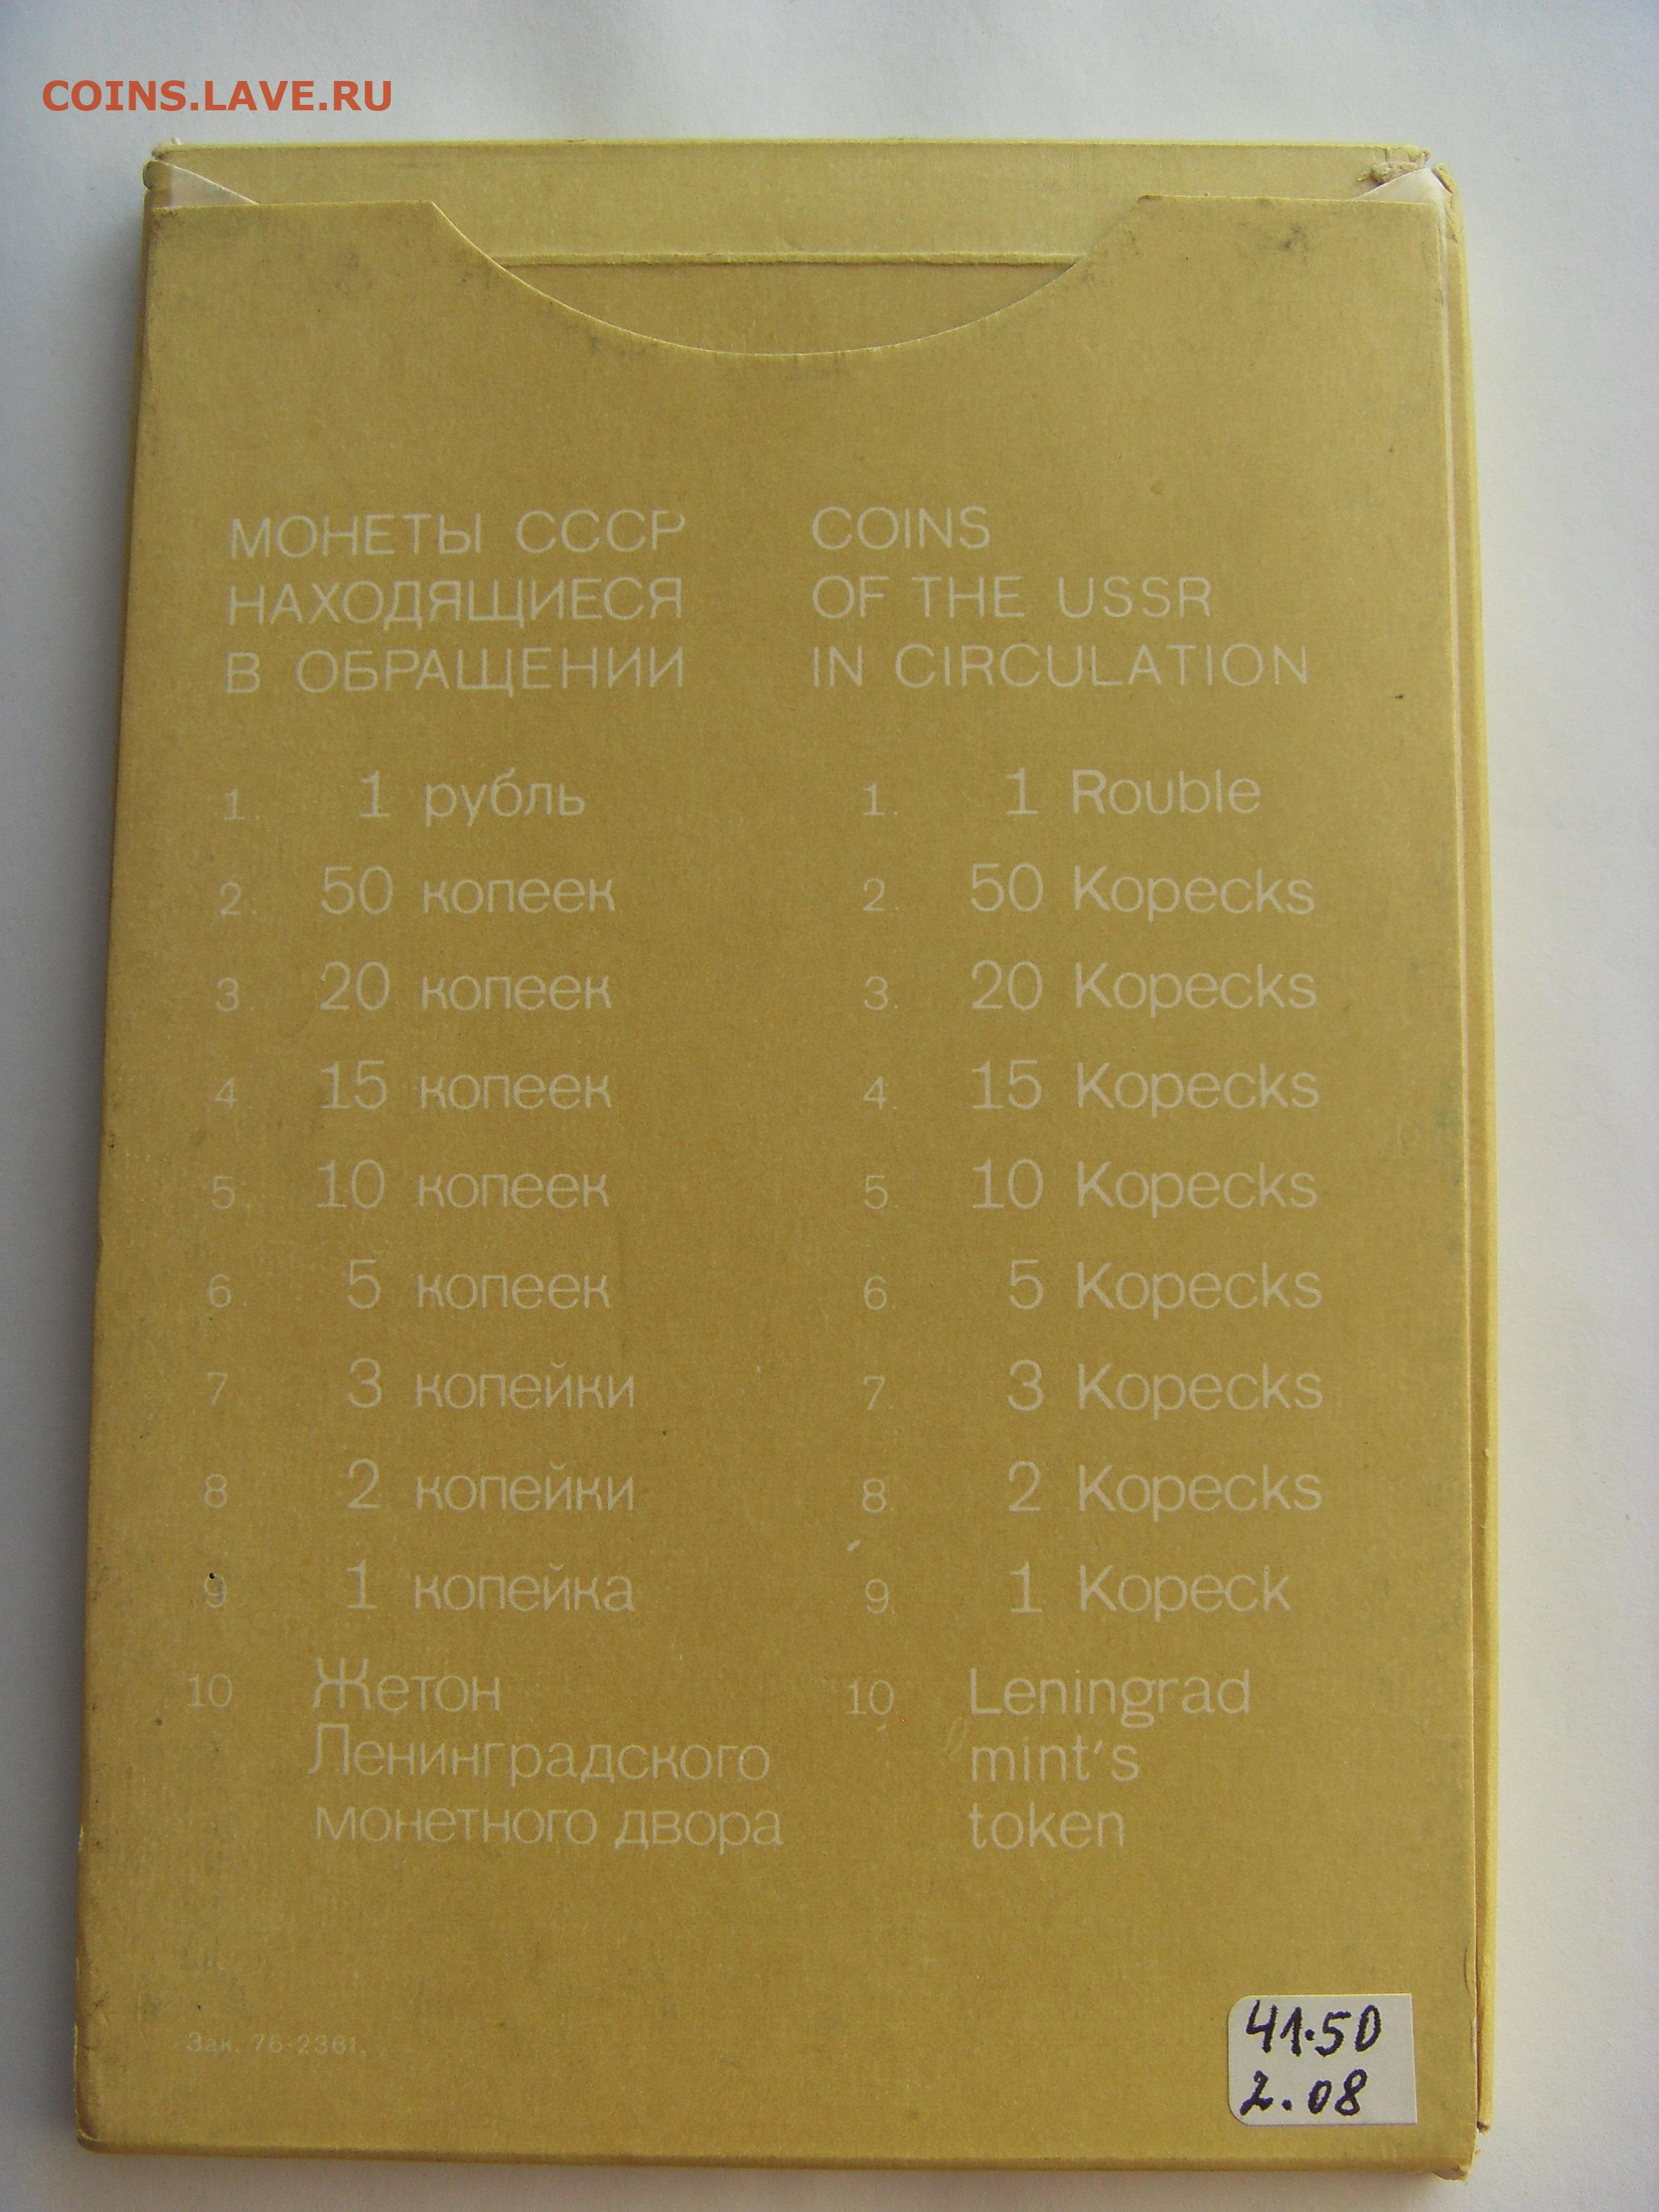 COINS.LAVE.RU
МОНЕТЫ СССР
НАХОДЯЩИЕСЯ
В ОБРАЩЕНИИ
1. 1 рубль
2. 50 копеек
3. 20 копеек
4 15 копеек
5 10 копеек
6. 5 копеек
7 3 копейки
8 2 копейки
9 1 копейка
10 Жетон
Ленинградского
монетного двора
COINS
OF THE USSR
IN CIRCULATION
1. 1 Rouble
2. 50 Kopecks
3. 20 Kopecks
4. 15 Kopecks
5. 10 Kopecks
6. 5 Kopecks
7. 3 Kopecks
8. 2 Kopecks
9. 1 Kopeck
10. Leningrad
mint's
token
Зак. 76-2361.
41.50
2.08